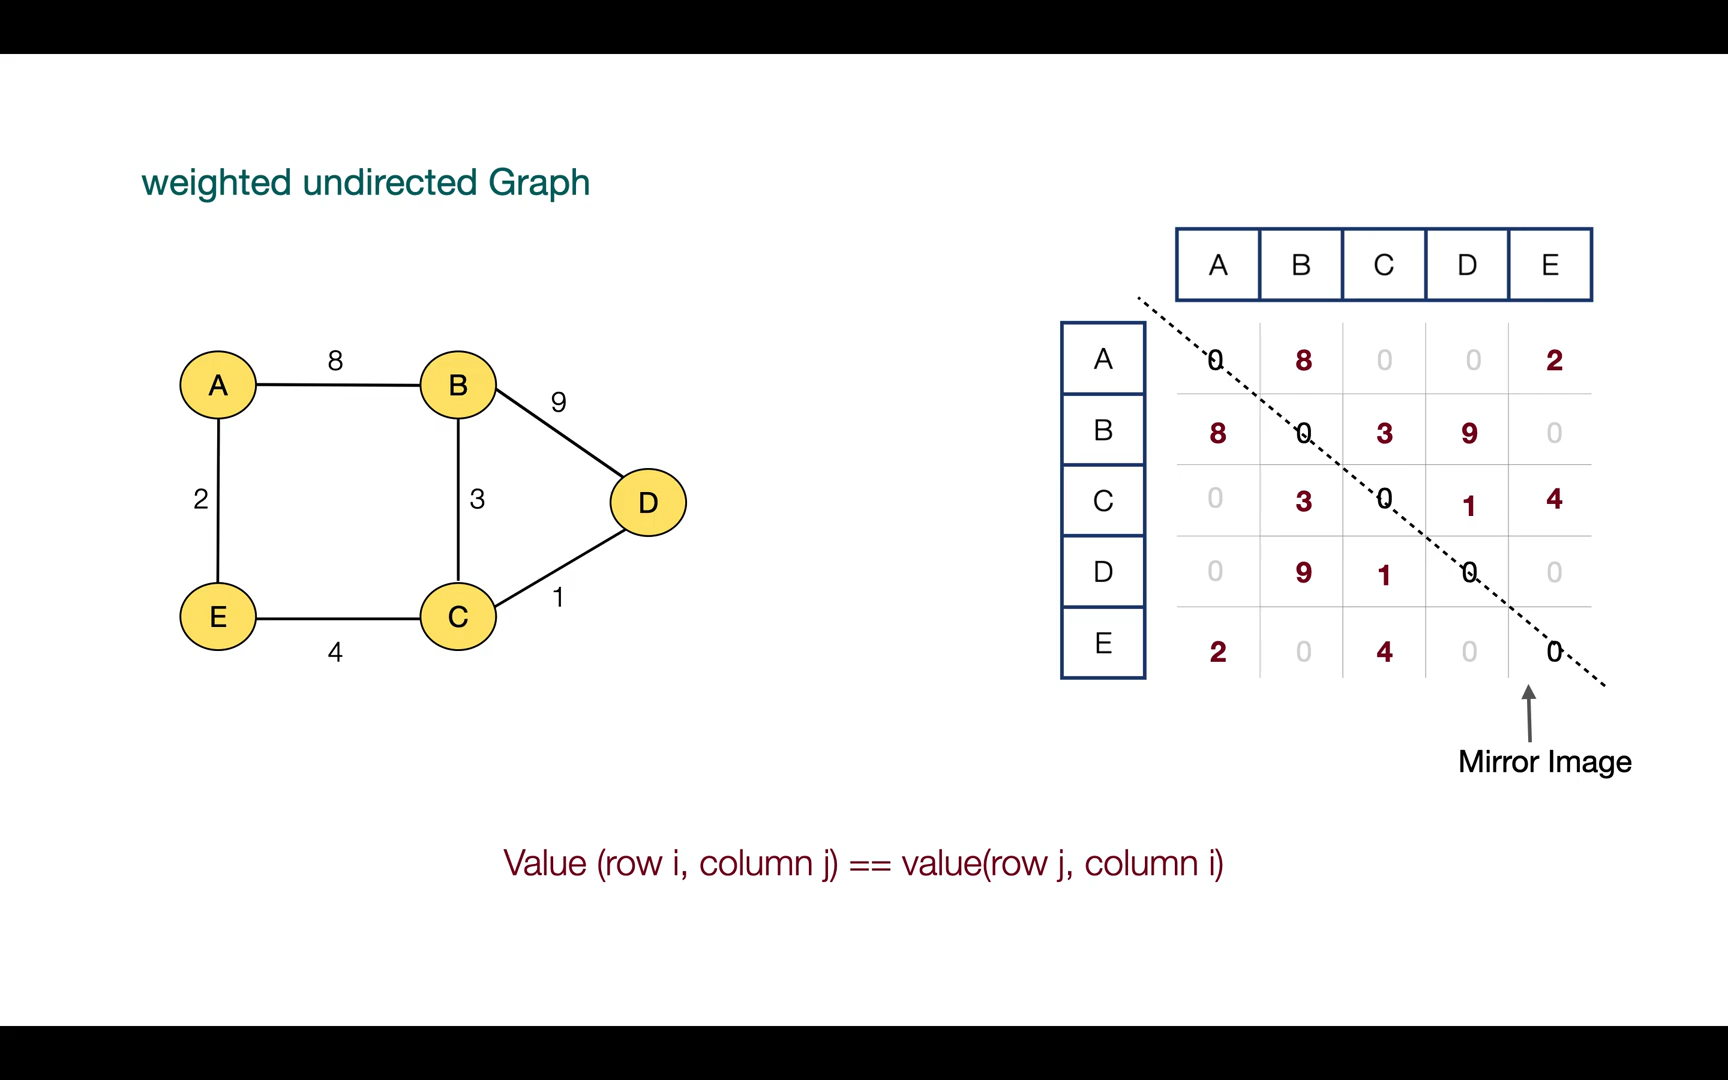 weighted undirected Graph
A B C D E
A 0 8 0 0 2
B 8 0 3 9 0
C 0 3 0 1 4
D 0 9 1 0 0
E 2 0 4 0 0
Mirror Image
A 8 B 9
2 3 D
E 4 C 1
Value (row i, column j) == value(row j, column i)